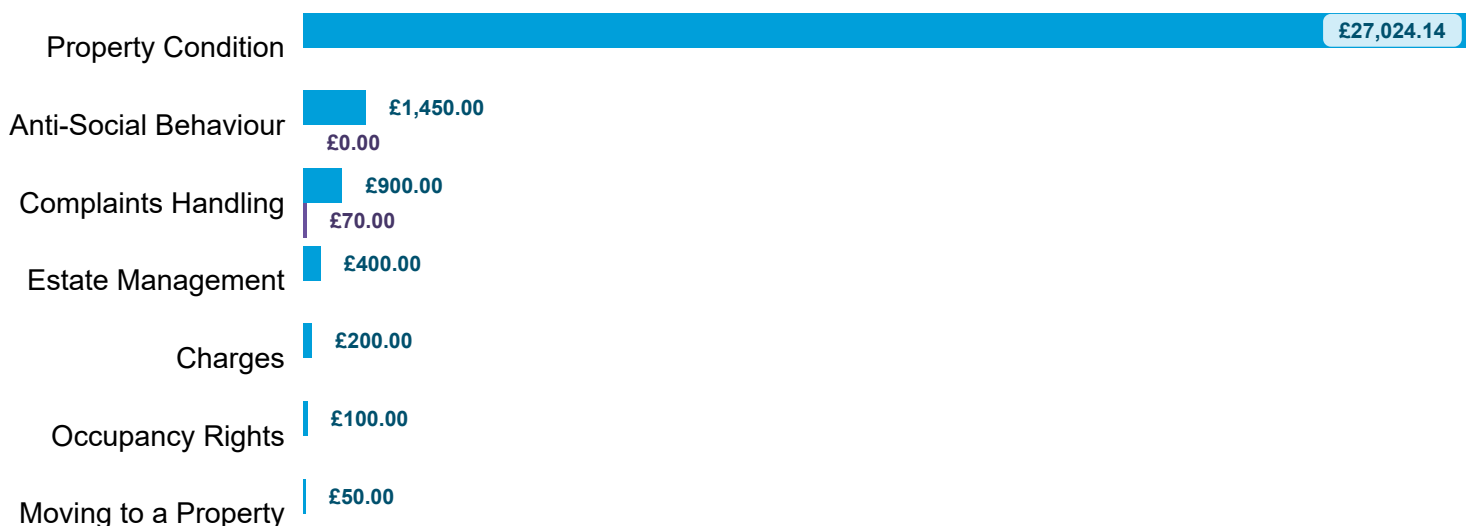 £27,024.14
Property Condition
£1,450.00
Anti-Social Behaviour
£0.00
£900.00
Complaints Handling
£70.00
£400.00
Estate Management
£200.00
Charges
£100.00
Occupancy Rights
£50.00
Moving to a Property